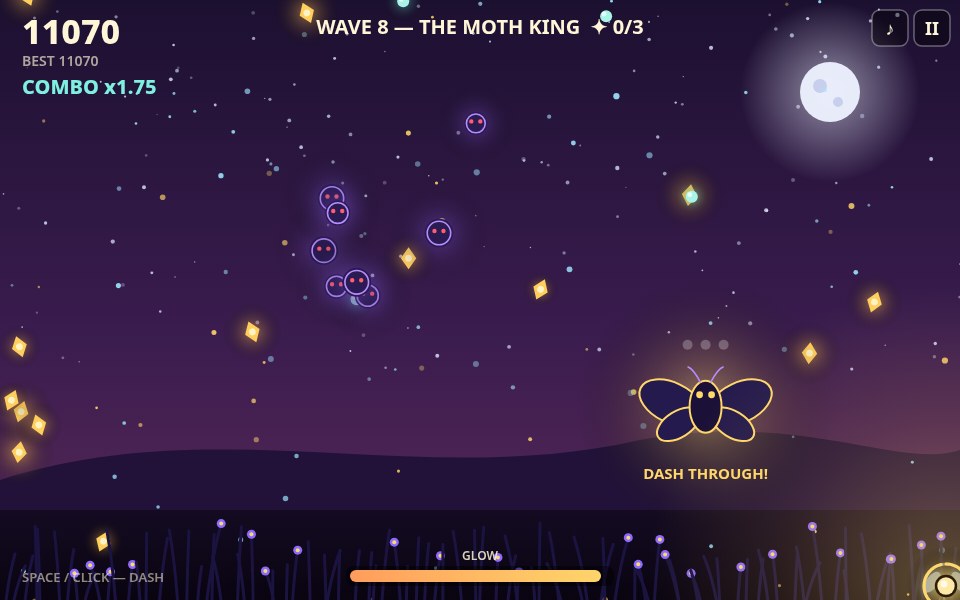 11070
WAVE 8 — THE MOTH KING ✦ 0/3
♪ II
BEST 11070
COMBO x1.75
DASH THROUGH!
GLOW
SPACE / CLICK — DASH